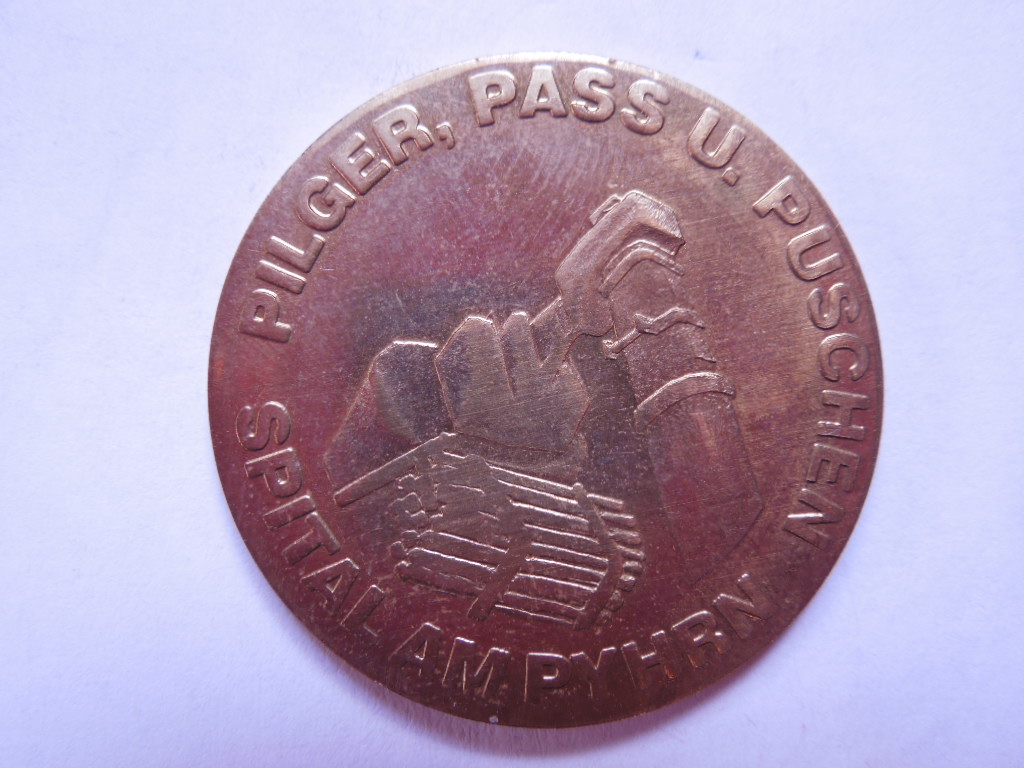 PILGER, PASS U. PUSCHEN
SPITAL AM PYHRN